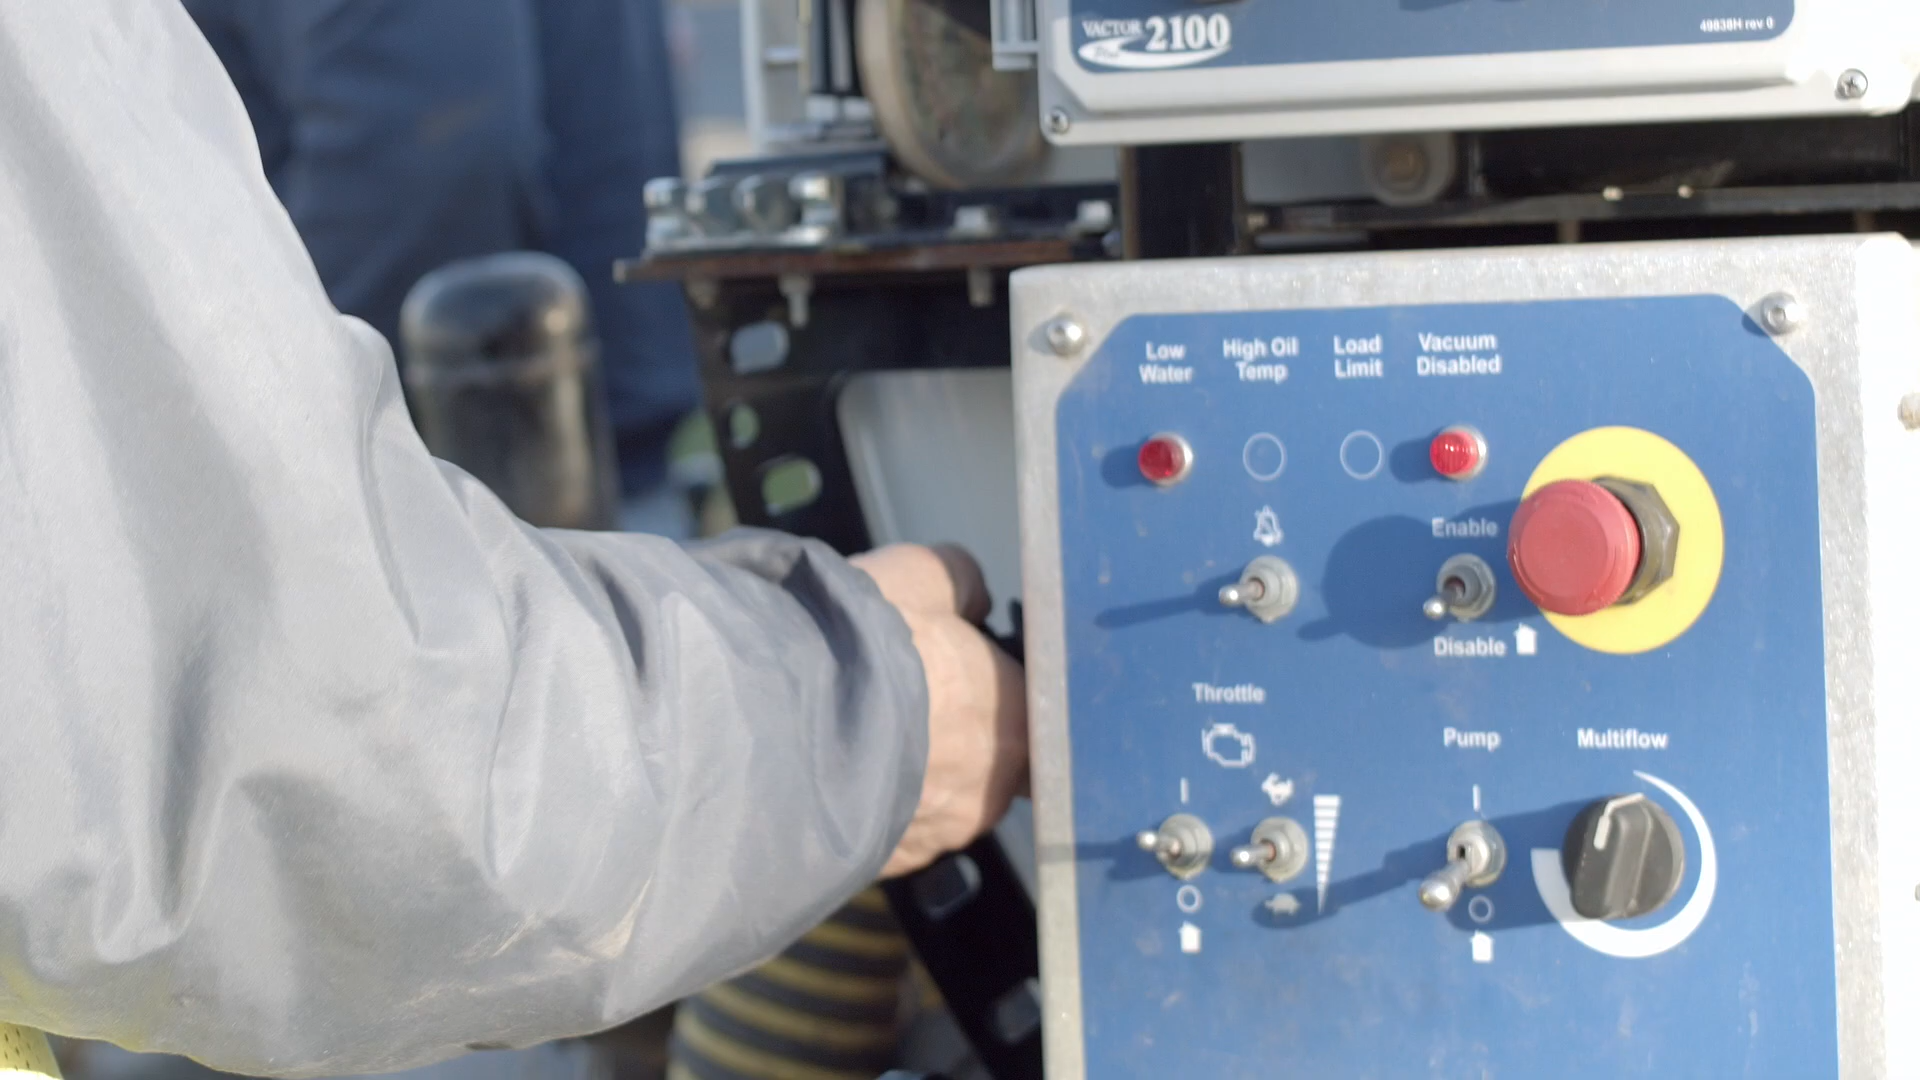 VACTOR 2100
Plus
49838H rev 0
Low Water
High Oil Temp
Load Limit
Vacuum Disabled
Enable
Disable
Throttle
Pump
Multiflow